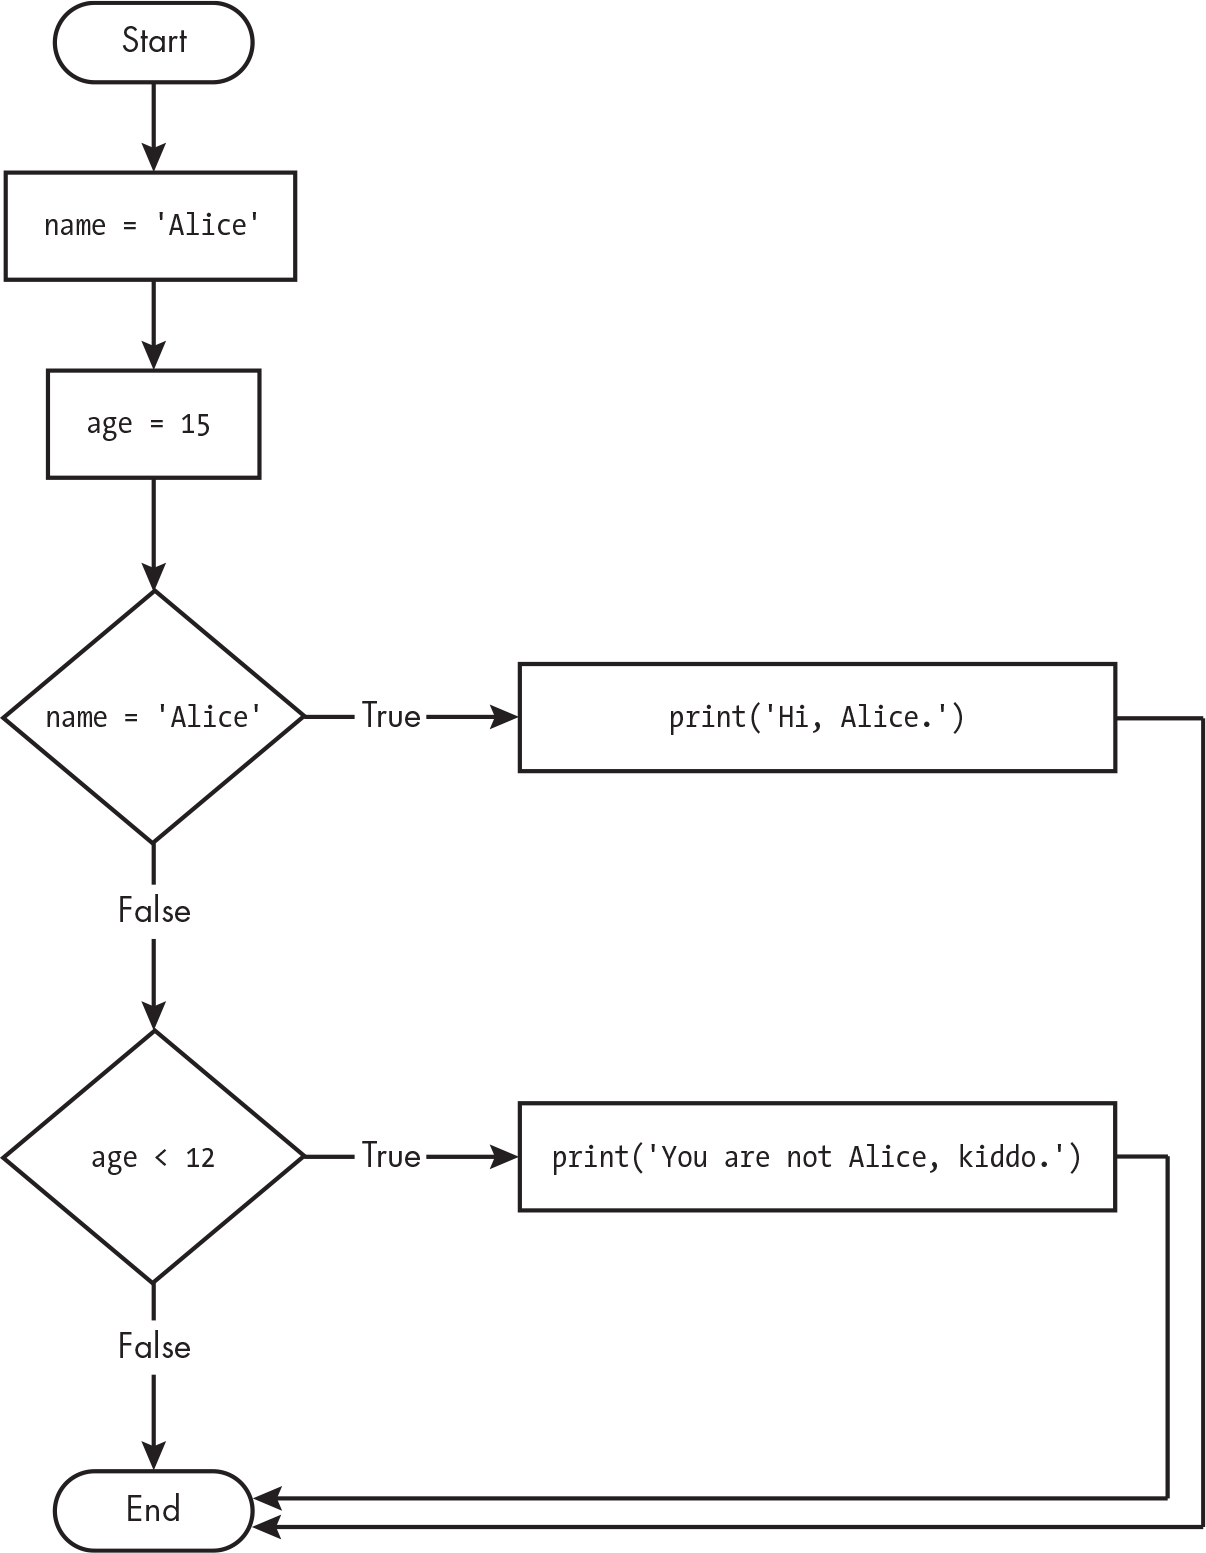 Start
name = 'Alice'
age = 15
name = 'Alice'
True
print('Hi, Alice.')
False
age < 12
True
print('You are not Alice, kiddo.')
False
End